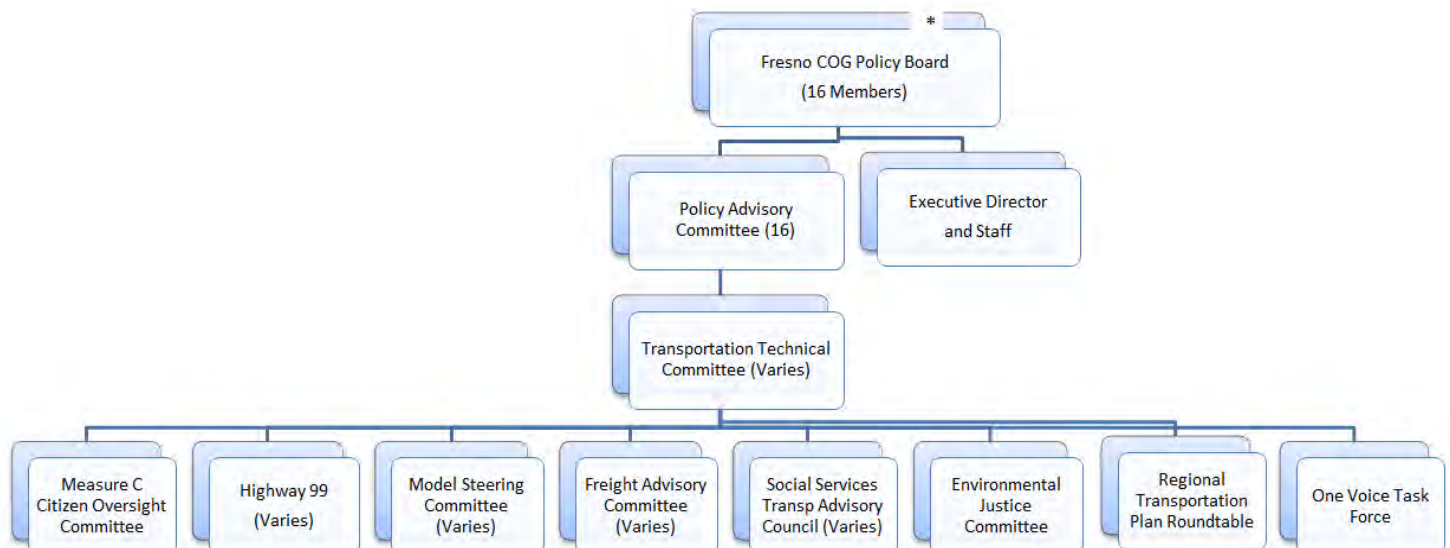 *
Fresno COG Policy Board
(16 Members)
Policy Advisory
Committee (16)
Executive Director
and Staff
Transportation Technical
Committee (Varies)
Measure C
Citizen Oversight
Committee
Highway 99
(Varies)
Model Steering
Committee
(Varies)
Freight Advisory
Committee
(Varies)
Social Services
Transp Advisory
Council (Varies)
Environmental
Justice
Committee
Regional
Transportation
Plan Roundtable
One Voice Task
Force